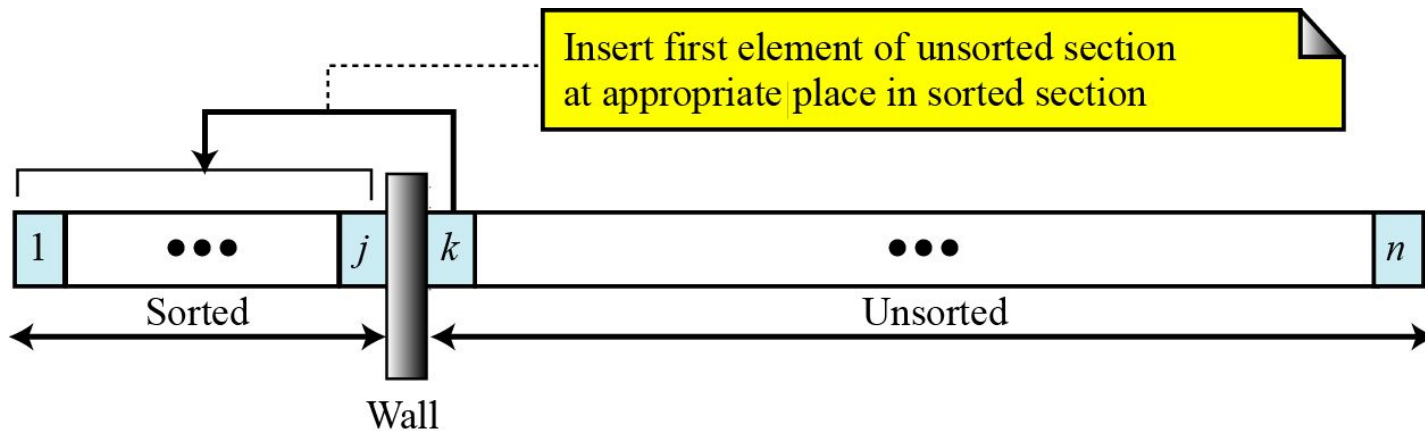 Insert first element of unsorted section
at appropriate place in sorted section
1 ••• j k ••• n
Sorted Unsorted
Wall